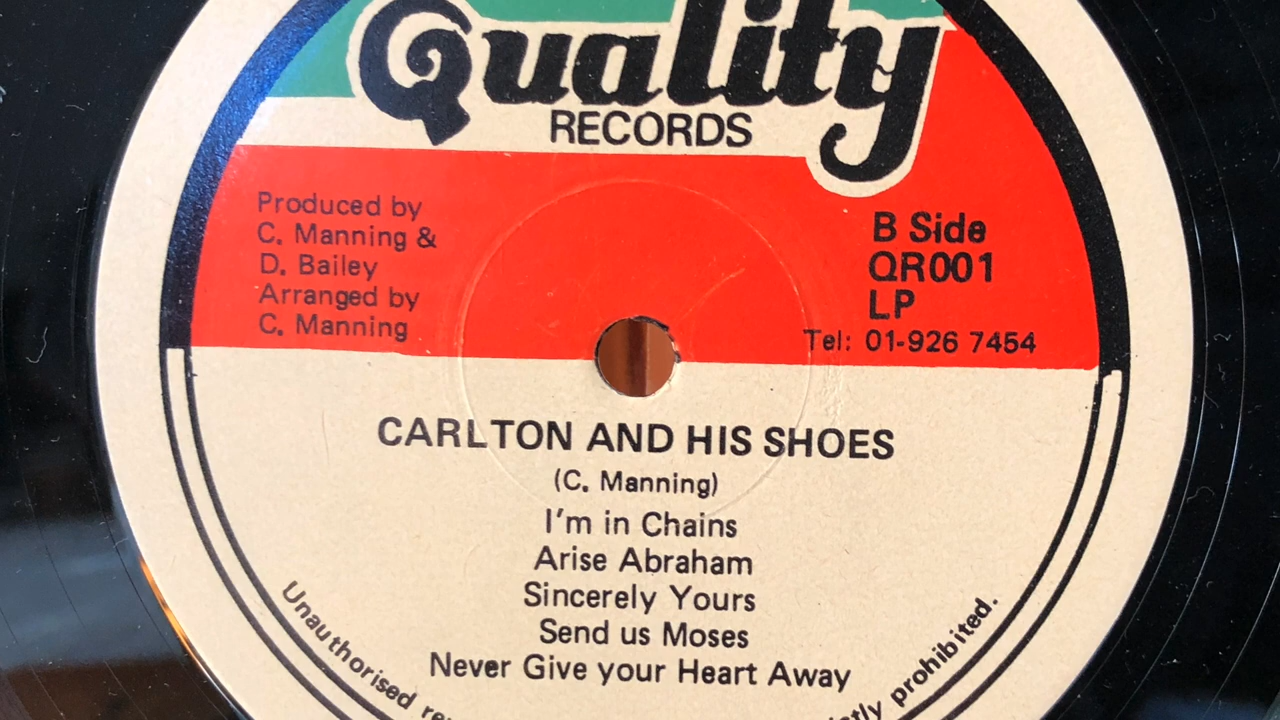 Quality
RECORDS
Produced by
C. Manning &
D. Bailey
Arranged by
C. Manning
B Side
QR001
LP
Tel: 01-926 7454
CARLTON AND HIS SHOES
(C. Manning)
I'm in Chains
Arise Abraham
Sincerely Yours
Send us Moses
Never Give your Heart Away
Unauthorised
prohibited.